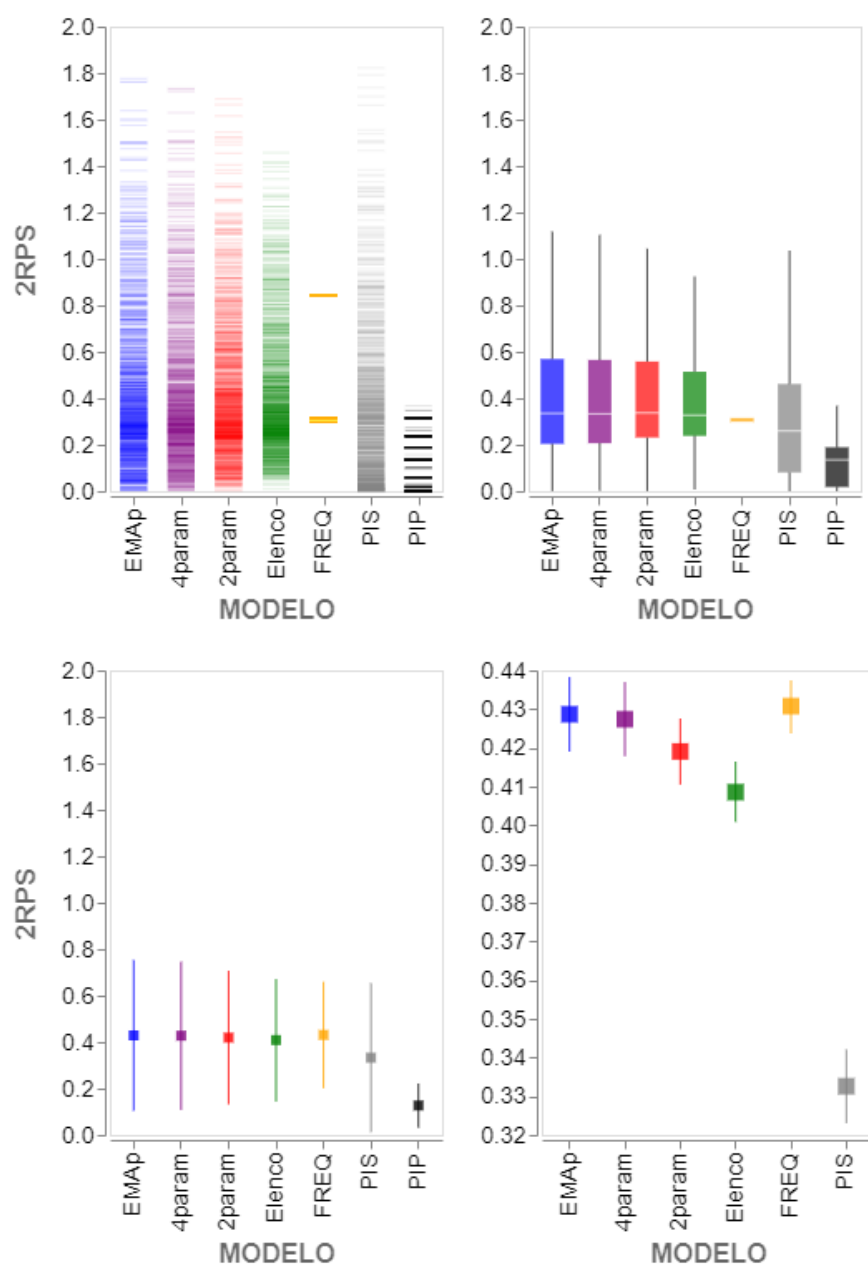 2RPS
2.0
1.8
1.6
1.4
1.2
1.0
0.8
0.6
0.4
0.2
0.0
EMAp
4param
2param
Elenco
FREQ
PIS
PIP
MODELO
2.0
1.8
1.6
1.4
1.2
1.0
0.8
0.6
0.4
0.2
0.0
EMAp
4param
2param
Elenco
FREQ
PIS
PIP
MODELO
2RPS
2.0
1.8
1.6
1.4
1.2
1.0
0.8
0.6
0.4
0.2
0.0
EMAp
4param
2param
Elenco
FREQ
PIS
PIP
MODELO
0.44
0.43
0.42
0.41
0.40
0.39
0.38
0.37
0.36
0.35
0.34
0.33
0.32
EMAp
4param
2param
Elenco
FREQ
PIS
MODELO